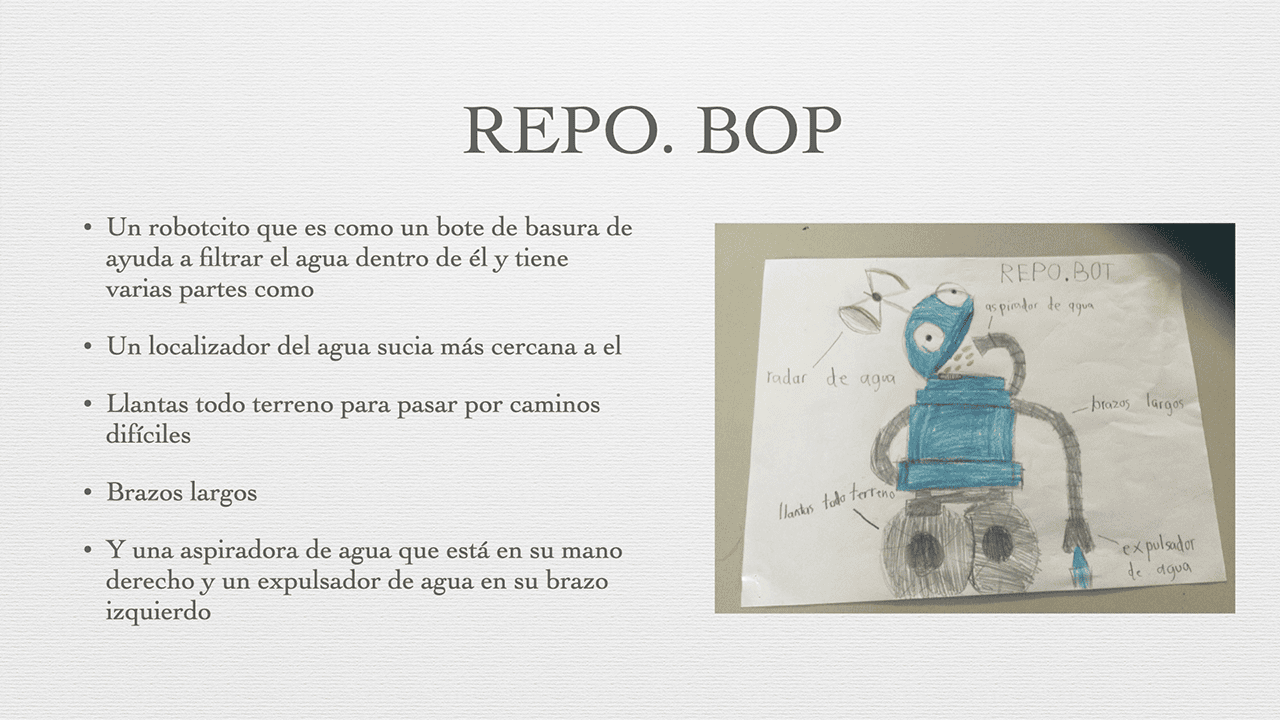 REPO. BOP
• Un robotcito que es como un bote de basura de
ayuda a filtrar el agua dentro de él y tiene
varias partes como
• Un localizador del agua sucia más cercana a el
• Llantas todo terreno para pasar por caminos
difíciles
• Brazos largos
• Y una aspiradora de agua que está en su mano
derecho y un expulsador de agua en su brazo
izquierdo
REPO.BOT
aspirador de agua
radar de agua
brazos largos
llantas todo terreno
expulsador
de agua